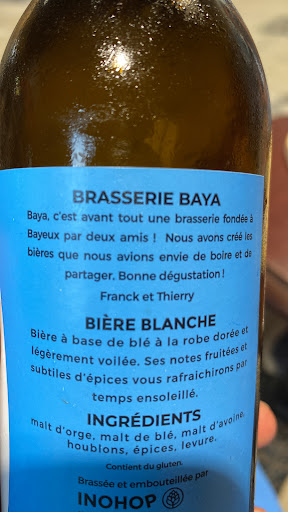 BRASSERIE BAYA
Baya, c'est avant tout une brasserie fondée à
Bayeux par deux amis ! Nous avons créé les
bières que nous avions envie de boire et de
partager. Bonne dégustation !
Franck et Thierry
BIÈRE BLANCHE
Bière à base de blé à la robe dorée et
légèrement voilée. Ses notes fruitées et
subtiles d'épices vous rafraichirons par
temps ensoleillé.
INGRÉDIENTS
malt d'orge, malt de blé, malt d'avoine,
houblons, épices, levure.
Contient du gluten.
Brassée et embouteillée par
INOHOP